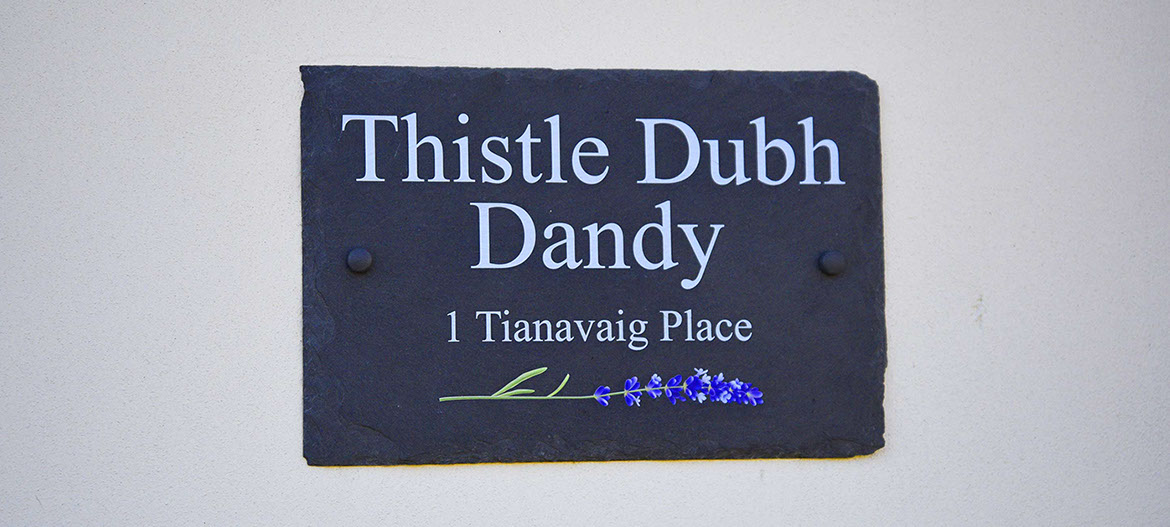 Thistle Dubh
Dandy
1 Tianavaig Place